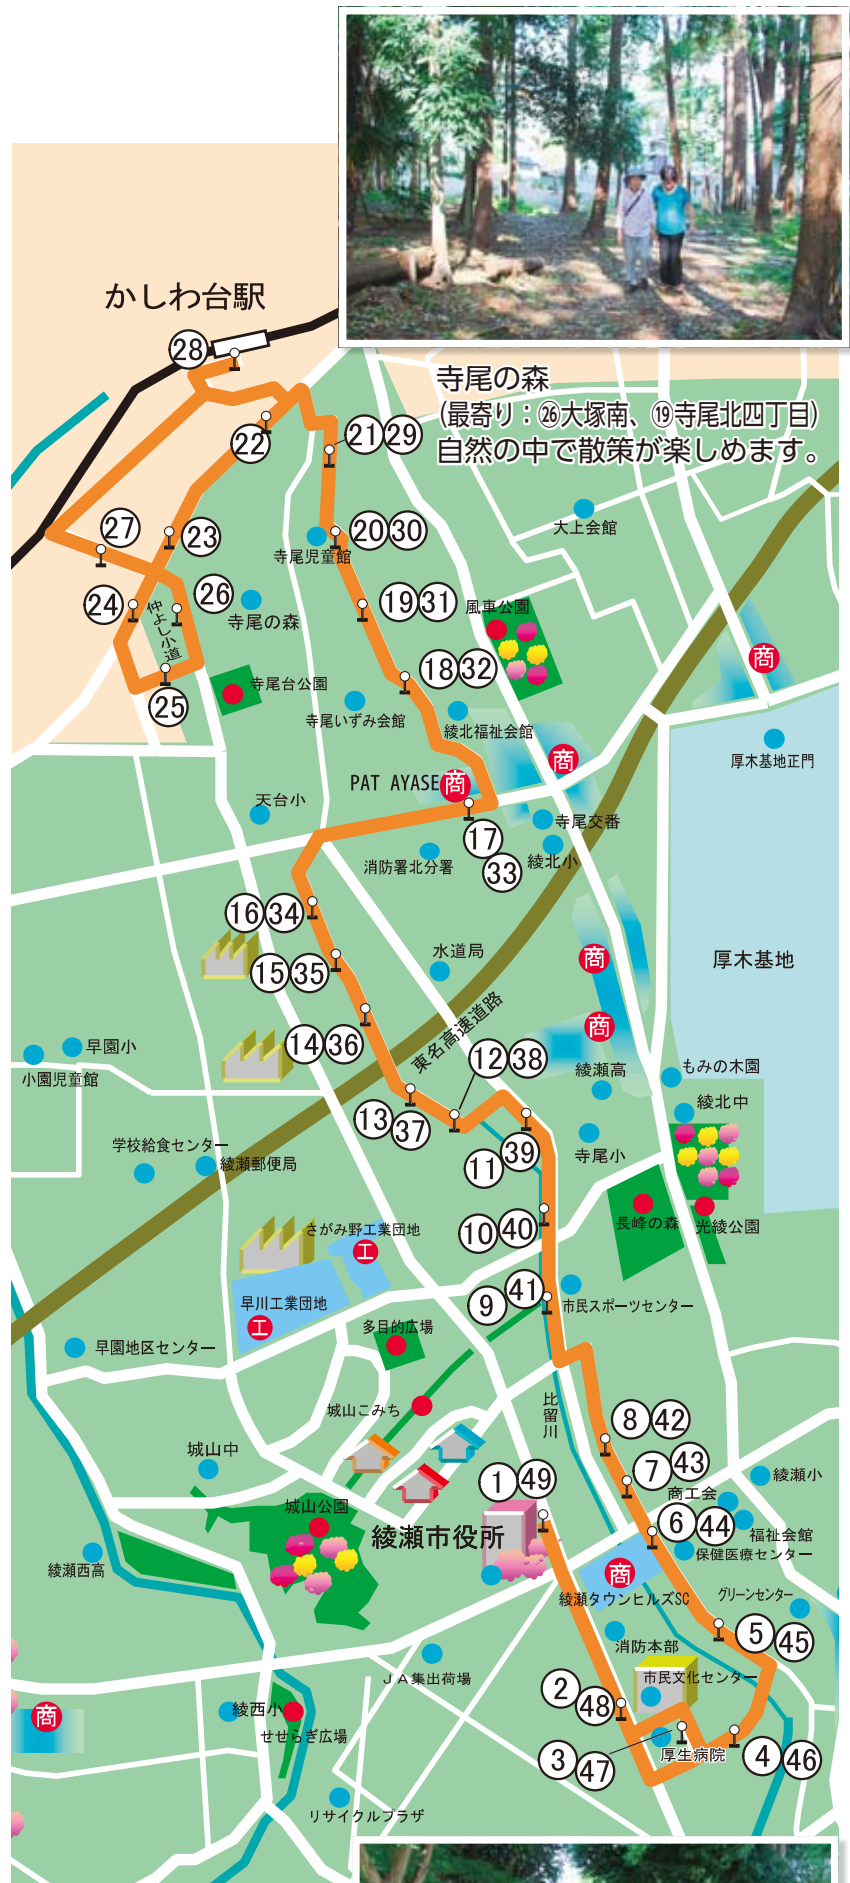 かしわ台駅
寺尾の森
(最寄り：㉖大塚南、⑲寺尾北四丁目)
自然の中で散策が楽しめます。
28
22
21 29
27
23
20 30
大上会館
寺尾児童館
24
26
仲よし小道
寺尾の森
19 31
風車公園
商
18 32
25
寺尾台公園
寺尾いずみ会館
綾北福祉会館
商
厚木基地正門
PAT AYASE
商
天台小
17
33
寺尾交番
綾北小
消防署北分署
16 34
水道局
商
厚木基地
15 35
東名高速道路
商
14 36
12 38
早園小
小園児童館
綾瀬高
もみの木園
綾北中
13 37
11
39
寺尾小
学校給食センター
綾瀬郵便局
10 40
長峰の森
光綾公園
さがみ野工業団地
工
早川工業団地
工
9
41
市民スポーツセンター
多目的広場
早園地区センター
城山こみち
比留川
8 42
城山中
7 43
綾瀬小
1 49
商工会
城山公園
綾瀬市役所
6 44
福祉会館
保健医療センター
綾瀬西高
商
綾瀬タウンヒルズSC
グリーンセンター
5 45
消防本部
JA集出荷場
市民文化センター
2 48
綾西小
せせらぎ広場
商
3 47
厚生病院
4 46
リサイクルプラザ